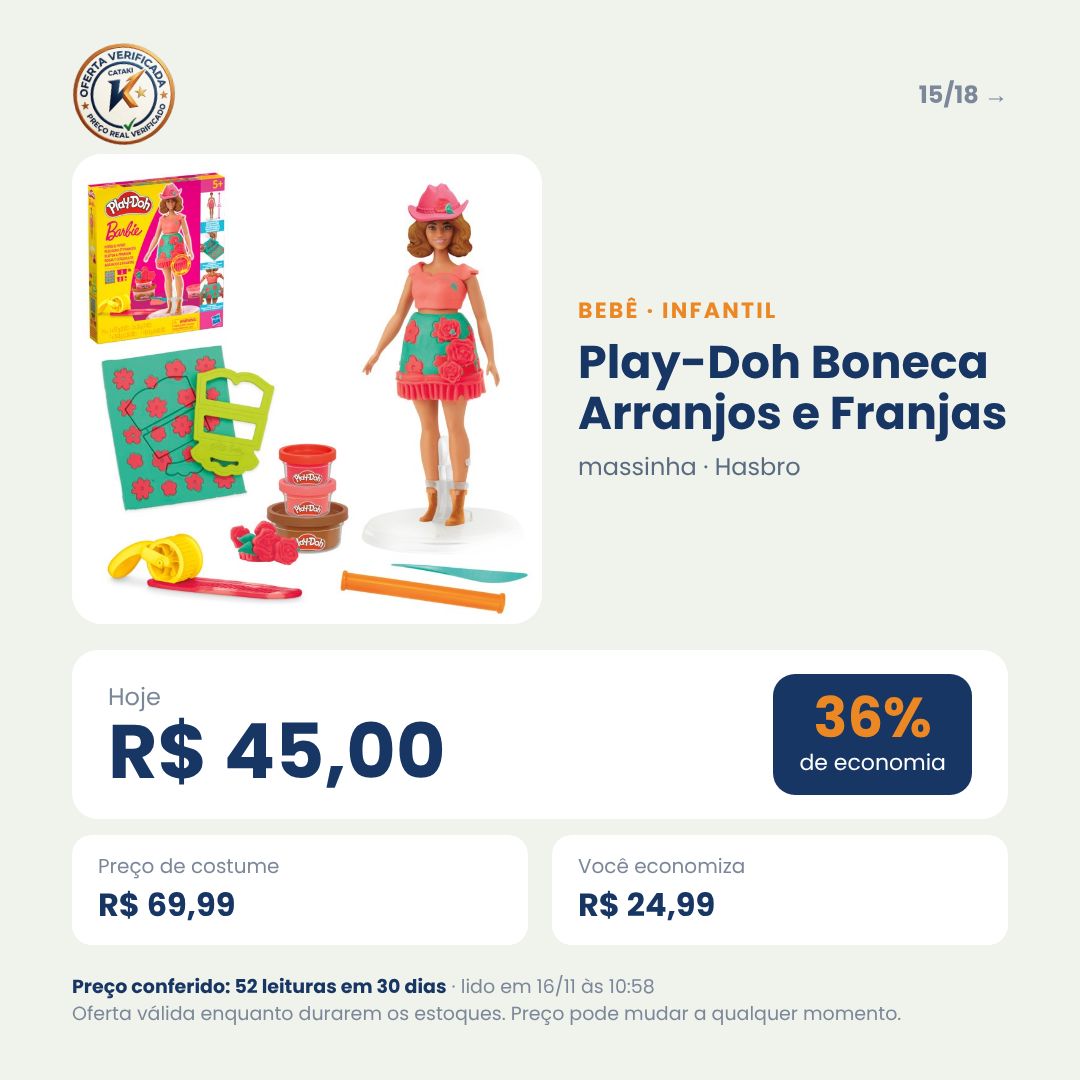 OFERTA VERIFICADA
CATAKI
PREÇO REAL VERIFICADO
15/18 →
5+
Play-Doh
Barbie
Play-Doh
Play-Doh
Play-Doh
BEBÊ · INFANTIL
Play-Doh Boneca
Arranjos e Franjas
massinha · Hasbro
Hoje
R$ 45,00
36%
de economia
Preço de costume
R$ 69,99
Você economiza
R$ 24,99
Preço conferido: 52 leituras em 30 dias · lido em 16/11 às 10:58
Oferta válida enquanto durarem os estoques. Preço pode mudar a qualquer momento.